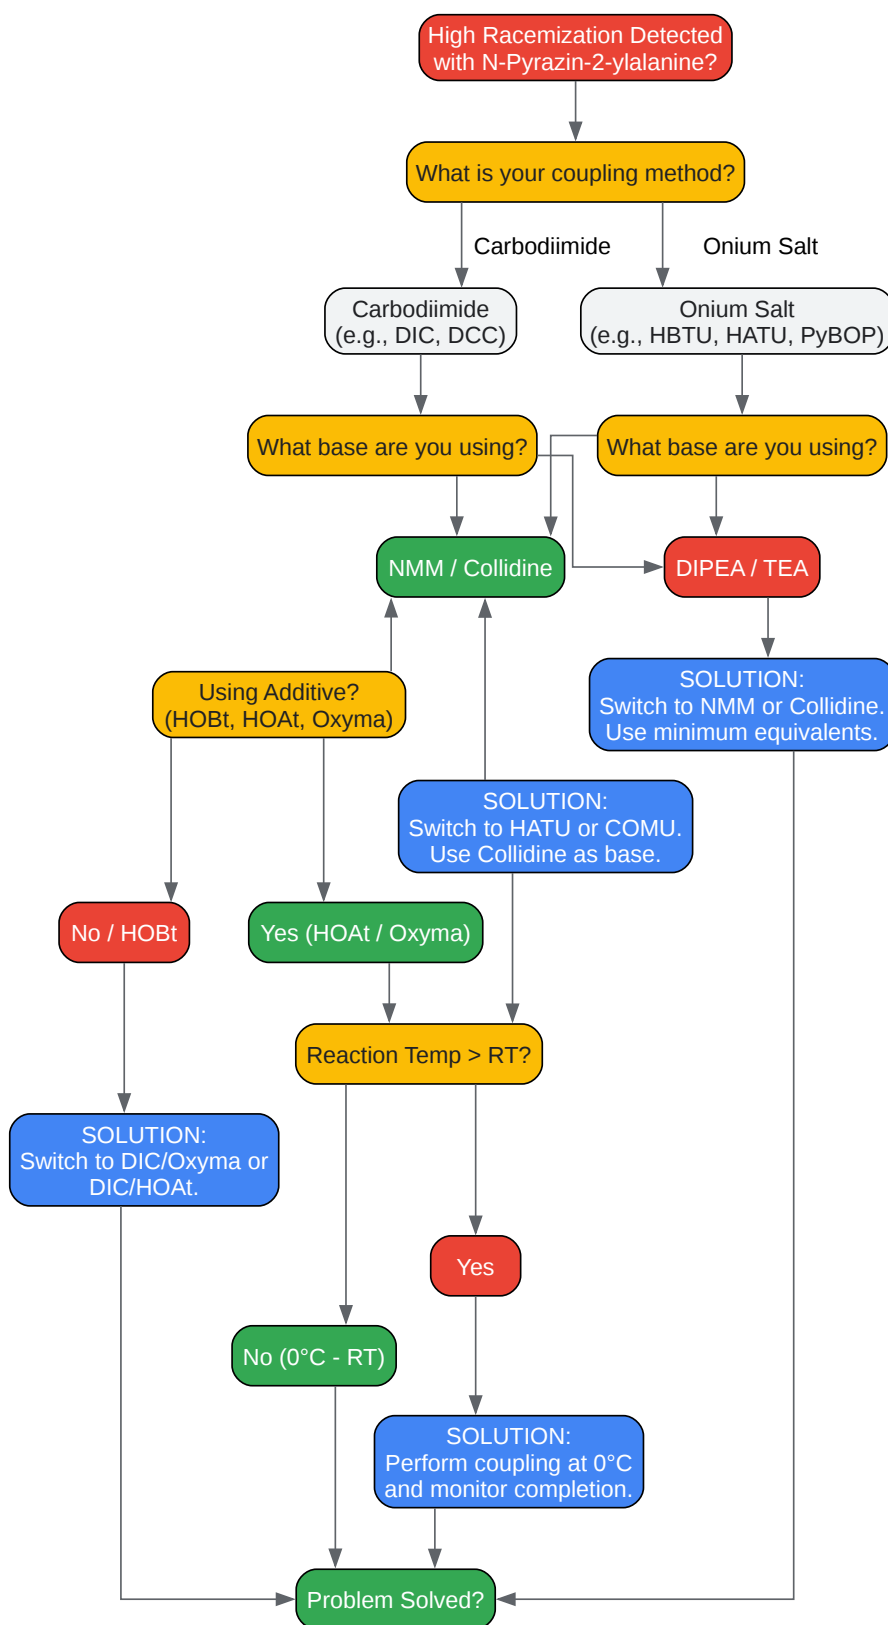 High Racemization Detected
with N-Pyrazin-2-ylalanine?
What is your coupling method?
Carbodiimide
Onium Salt
Carbodiimide
(e.g., DIC, DCC)
Onium Salt
(e.g., HBTU, HATU, PyBOP)
What base are you using?
What base are you using?
NMM / Collidine
DIPEA / TEA
Using Additive?
(HOBt, HOAt, Oxyma)
SOLUTION:
Switch to NMM or Collidine.
Use minimum equivalents.
SOLUTION:
Switch to HATU or COMU.
Use Collidine as base.
No / HOBt
Yes (HOAt / Oxyma)
Reaction Temp > RT?
SOLUTION:
Switch to DIC/Oxyma or
DIC/HOAt.
Yes
No (0°C - RT)
SOLUTION:
Perform coupling at 0°C
and monitor completion.
Problem Solved?